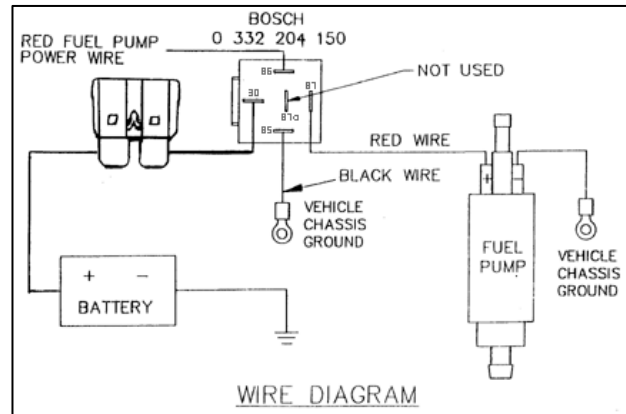 BOSCH
0 332 204 150
RED FUEL PUMP
POWER WIRE
NOT USED
86
30
87
87a
85
RED WIRE
BLACK WIRE
VEHICLE
CHASSIS
GROUND
+ -
BATTERY
+ -
FUEL
PUMP
VEHICLE
CHASSIS
GROUND
WIRE DIAGRAM